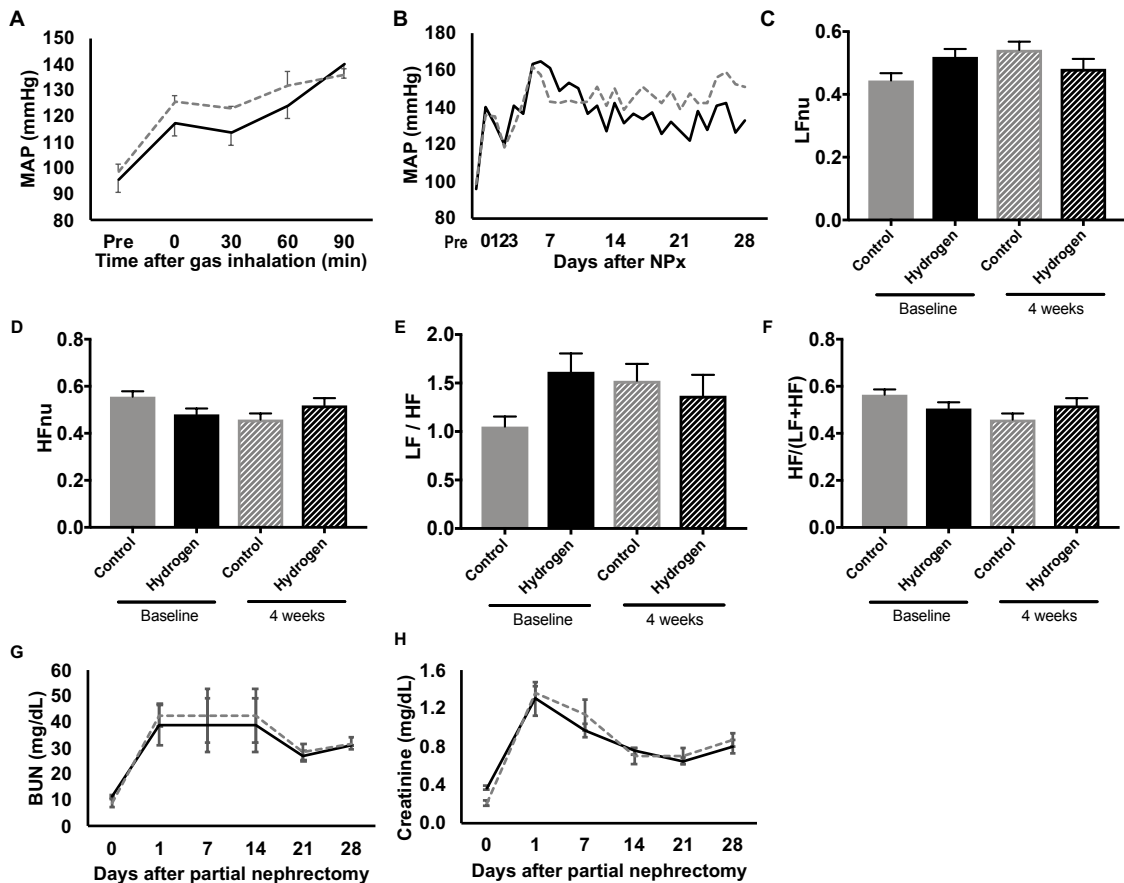 A
MAP (mmHg)
150
140
130
120
110
100
90
80
Pre 0 30 60 90
Time after gas inhalation (min)
B
MAP (mmHg)
180
160
140
120
100
80
Pre 0123 7 14 21 28
Days after NPx
C
LFnu
0.6
0.4
0.2
0.0
Control Hydrogen Control Hydrogen
Baseline 4 weeks
D
HFnu
0.8
0.6
0.4
0.2
0.0
Control Hydrogen Control Hydrogen
Baseline 4 weeks
E
LF / HF
2.0
1.5
1.0
0.5
0.0
Control Hydrogen Control Hydrogen
Baseline 4 weeks
F
HF/(LF+HF)
0.8
0.6
0.4
0.2
0.0
Control Hydrogen Control Hydrogen
Baseline 4 weeks
G
BUN (mg/dL)
60
50
40
30
20
10
0
0 1 7 14 21 28
Days after partial nephrectomy
H
Creatinine (mg/dL)
1.6
1.2
0.8
0.4
0.0
0 1 7 14 21 28
Days after partial nephrectomy